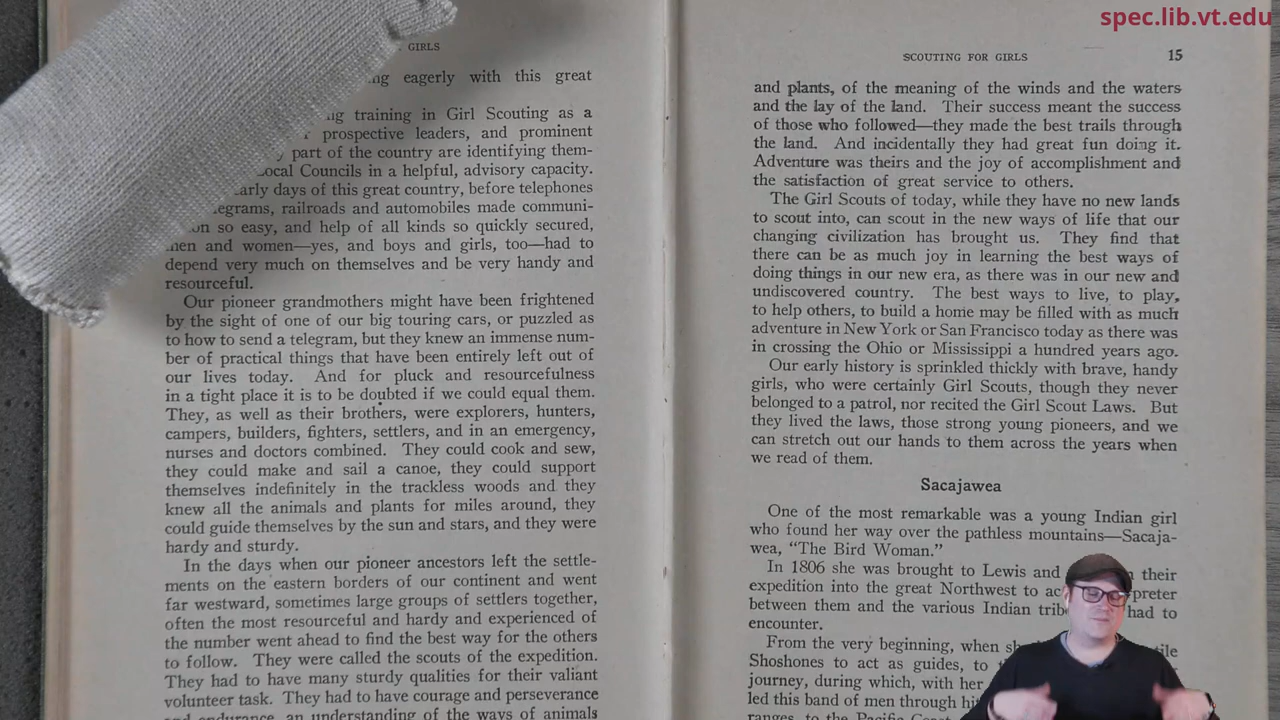 spec.lib.vt.edu
GIRLS
eagerly with this great
training in Girl Scouting as a
prospective leaders, and prominent
part of the country are identifying them-
Local Councils in a helpful, advisory capacity.
early days of this great country, before telephones
telegrams, railroads and automobiles made communi-
so easy, and help of all kinds so quickly secured,
men and women—yes, and boys and girls, too—had to
depend very much on themselves and be very handy and
resourceful.
Our pioneer grandmothers might have been frightened
by the sight of one of our big touring cars, or puzzled as
to how to send a telegram, but they knew an immense num-
ber of practical things that have been entirely left out of
our lives today. And for pluck and resourcefulness
in a tight place it is to be doubted if we could equal them.
They, as well as their brothers, were explorers, hunters,
campers, builders, fighters, settlers, and in an emergency,
nurses and doctors combined. They could cook and sew,
they could make and sail a canoe, they could support
themselves indefinitely in the trackless woods and they
knew all the animals and plants for miles around, they
could guide themselves by the sun and stars, and they were
hardy and sturdy.
In the days when our pioneer ancestors left the settle-
ments on the eastern borders of our continent and went
far westward, sometimes large groups of settlers together,
often the most resourceful and hardy and experienced of
the number went ahead to find the best way for the others
to follow. They were called the scouts of the expedition.
They had to have many sturdy qualities for their valiant
volunteer task. They had to have courage and perseverance
and endurance, an understanding of the ways of animals
SCOUTING FOR GIRLS 15
and plants, of the meaning of the winds and the waters
and the lay of the land. Their success meant the success
of those who followed—they made the best trails through
the land. And incidentally they had great fun doing it.
Adventure was theirs and the joy of accomplishment and
the satisfaction of great service to others.
The Girl Scouts of today, while they have no new lands
to scout into, can scout in the new ways of life that our
changing civilization has brought us. They find that
there can be as much joy in learning the best ways of
doing things in our new era, as there was in our new and
undiscovered country. The best ways to live, to play,
to help others, to build a home may be filled with as much
adventure in New York or San Francisco today as there was
in crossing the Ohio or Mississippi a hundred years ago.
Our early history is sprinkled thickly with brave, handy
girls, who were certainly Girl Scouts, though they never
belonged to a patrol, nor recited the Girl Scout Laws. But
they lived the laws, those strong young pioneers, and we
can stretch out our hands to them across the years when
we read of them.
Sacajawea
One of the most remarkable was a young Indian girl
who found her way over the pathless mountains—Sacaja-
wea, "The Bird Woman."
In 1806 she was brought to Lewis and their
expedition into the great Northwest to
between them and the various Indian had to
encounter.
From the very beginning, when
Shoshones to act as guides, to
journey, during which, with her
led this band of men through
ranges, to the Pacific